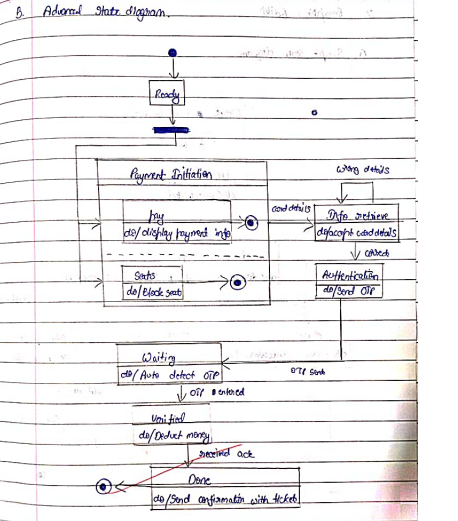 5. Advanced State diagram.
Ready
Payment Initiation
Wrong details
Pay
do/display payment info
card details
Info retrieve
do/accept card details
correct
Seats
do/Block seat
Authentication
do/Send OTP
Waiting
do/Auto detect OTP
OTP sent
OTP entered
Verified
do/Deduct money
received ack
Done
do/Send confirmation with ticket